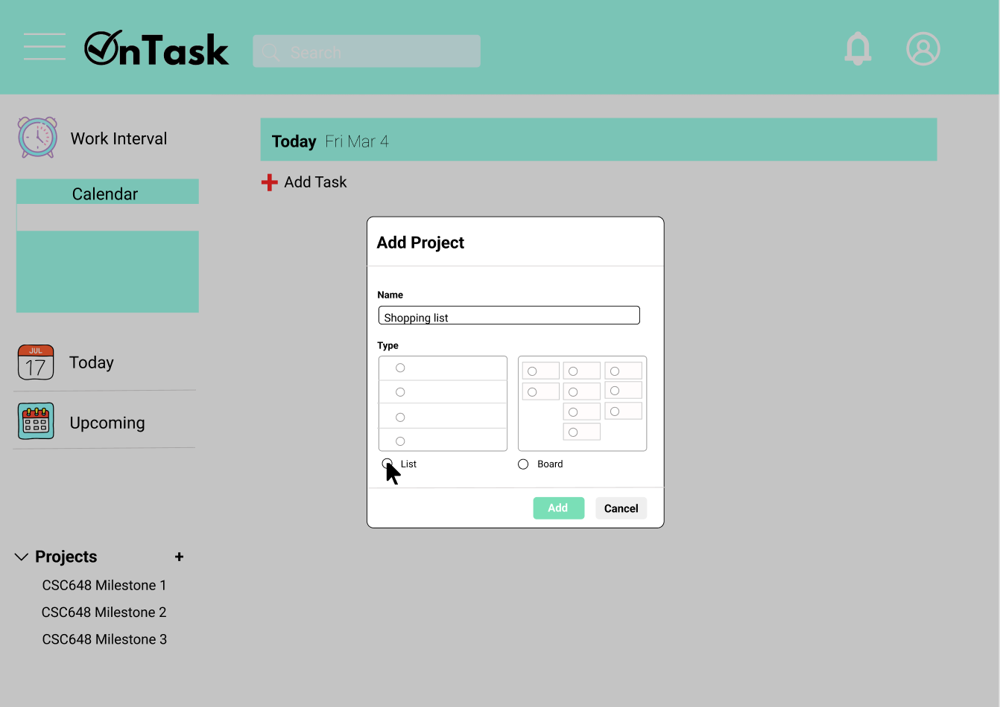 OnTask
Search
Work Interval
Calendar
Today Fri Mar 4
Add Task
Add Project
Name
Shopping list
Type
List
Board
Add
Cancel
JUL
17
Today
Upcoming
Projects +
CSC648 Milestone 1
CSC648 Milestone 2
CSC648 Milestone 3